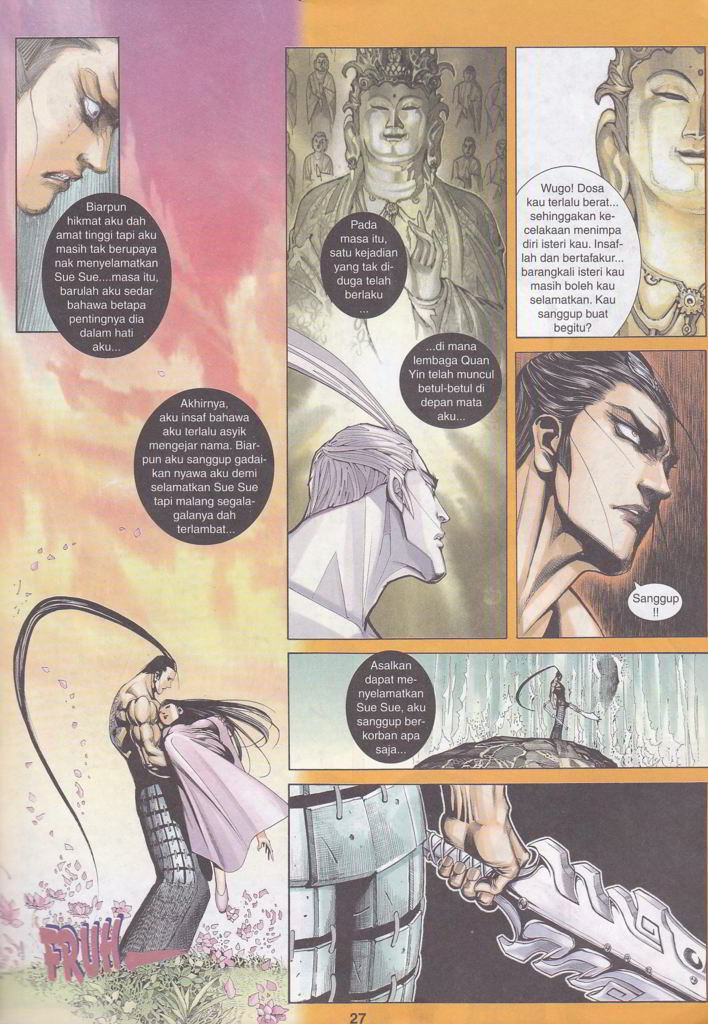 Biarpun
hikmat aku dah
amat tinggi tapi aku
masih tak berupaya
nak menyelamatkan
Sue Sue....masa itu,
barulah aku sedar
bahawa betapa
pentingnya dia
dalam hati
aku...
Akhirnya,
aku insaf bahawa
aku terlalu asyik
mengejar nama. Biar-
pun aku sanggup gadai-
kan nyawa aku demi
selamatkan Sue Sue
tapi malang segala-
galanya dah
terlambat...
FRUH
Pada
masa itu,
satu kejadian
yang tak di-
duga telah
berlaku
...
...di mana
lembaga Quan
Yin telah muncul
betul-betul di
depan mata
aku...
Wugo! Dosa
kau terlalu berat...
sehinggakan ke-
celakaan menimpa
diri isteri kau. Insaf-
lah dan bertafakur...
barangkali isteri kau
masih boleh kau
selamatkan. Kau
sanggup buat
begitu?
Sanggup
!!
Asalkan
dapat me-
nyelamatkan
Sue Sue, aku
sanggup ber-
korban apa
saja...
27